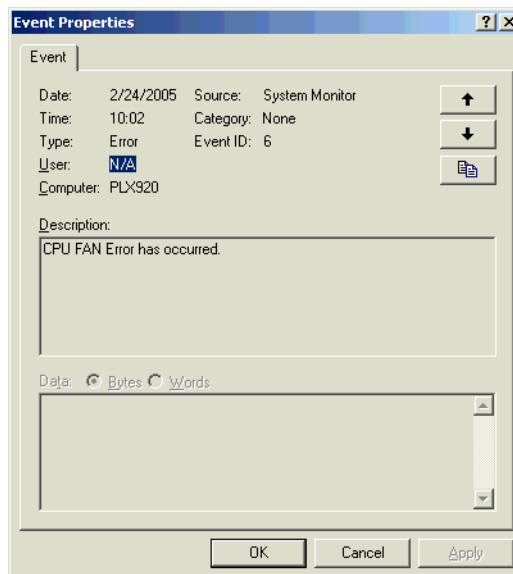 Event Properties
Event
Date: 2/24/2005 Source: System Monitor
Time: 10:02 Category: None
Type: Error Event ID: 6
User: N/A
Computer: PLX920
Description:
CPU FAN Error has occurred.
Data: Bytes Words
OK Cancel Apply